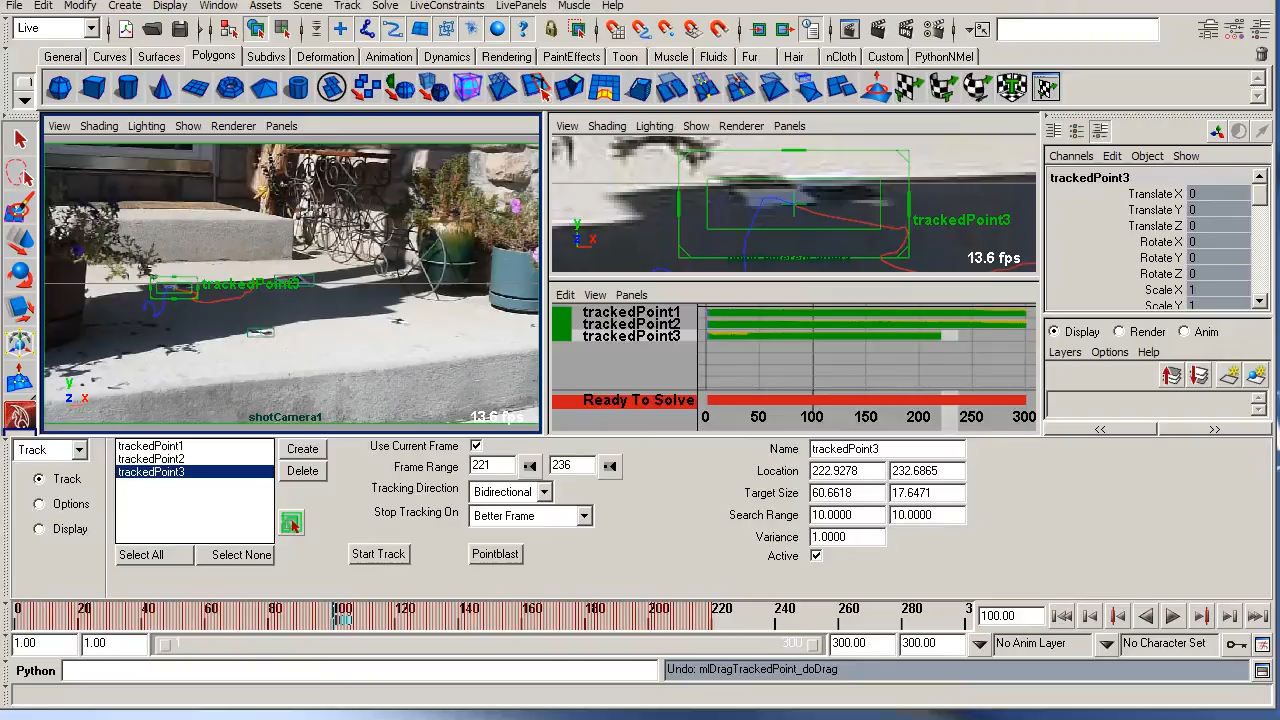 File Edit Modify Create Display Window Assets Scene Track Solve LiveConstraints LivePanels Muscle Help
Live
General Curves Surfaces Polygons Subdivs Deformation Animation Dynamics Rendering PaintEffects Toon Muscle Fluids Fur Hair nCloth Custom PythonNMel
View Shading Lighting Show Renderer Panels
View Shading Lighting Show Renderer Panels
Channels Edit Object Show
trackedPoint3
Translate X 0
Translate Y 0
Translate Z 0
Rotate X 0
Rotate Y 0
Rotate Z 0
Scale X 1
Scale Y 1
trackedPoint3
y
z x
shotCamera1
13.6 fps
trackedPoint3
y
z x
13.6 fps
Edit View Panels
trackedPoint1
trackedPoint2
trackedPoint3
Ready To Solve
0 50 100 150 200 250 300
Display Render Anim
Layers Options Help
<< >>
Track
Track
Options
Display
trackedPoint1
trackedPoint2
trackedPoint3
Select All Select None
Create
Delete
Use Current Frame
Frame Range 221 236
Tracking Direction Bidirectional
Stop Tracking On Better Frame
Start Track Pointblast
Name trackedPoint3
Location 222.9278 232.6865
Target Size 60.6618 17.6471
Search Range 10.0000 10.0000
Variance 1.0000
Active
0 20 40 60 80 100 120 140 160 180 200 220 240 260 280 3
100
100.00
1.00 1.00 1 300 300.00 300.00 No Anim Layer No Character Set
Python
Undo: mlDragTrackedPoint_doDrag